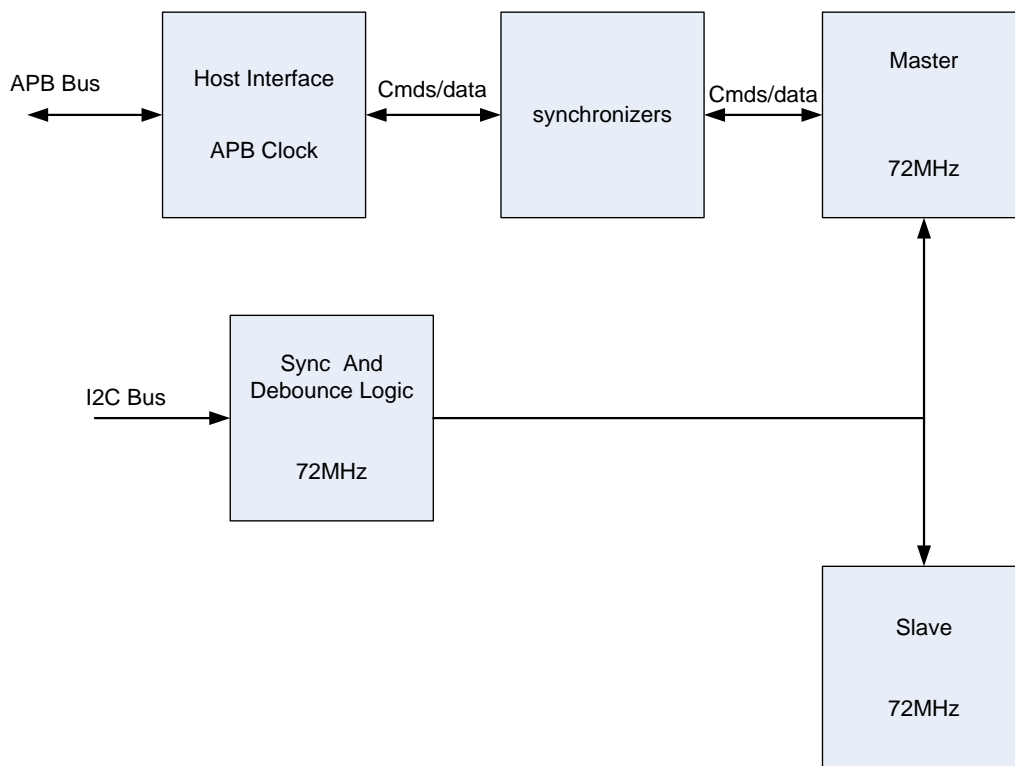 APB Bus
Host Interface
APB Clock
Cmds/data
synchronizers
Cmds/data
Master
72MHz
I2C Bus
Sync And
Debounce Logic
72MHz
Slave
72MHz